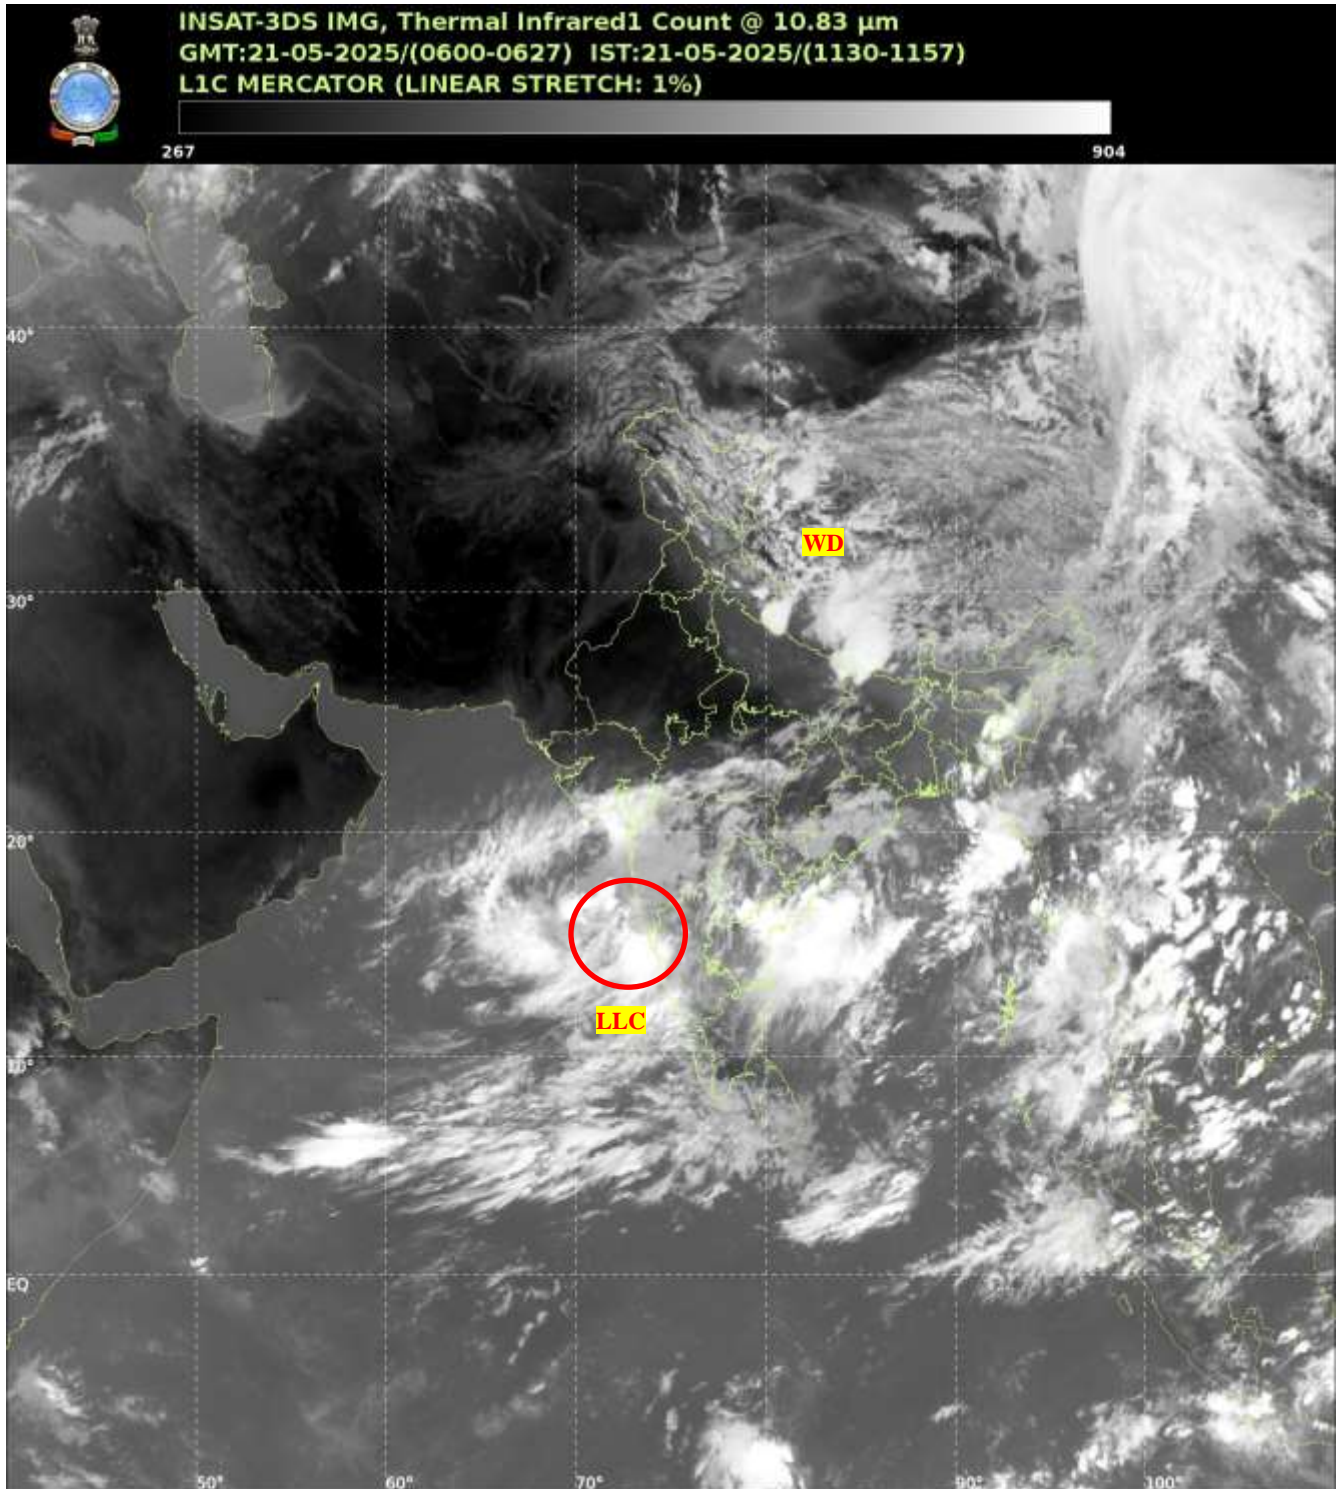 INSAT-3DS IMG, Thermal Infrared1 Count @ 10.83 μm
GMT:21-05-2025/(0600-0627) IST:21-05-2025/(1130-1157)
L1C MERCATOR (LINEAR STRETCH: 1%)
267 904
40°
WD
30°
20°
LLC
10°
EQ
50° 60° 70° 90° 100°